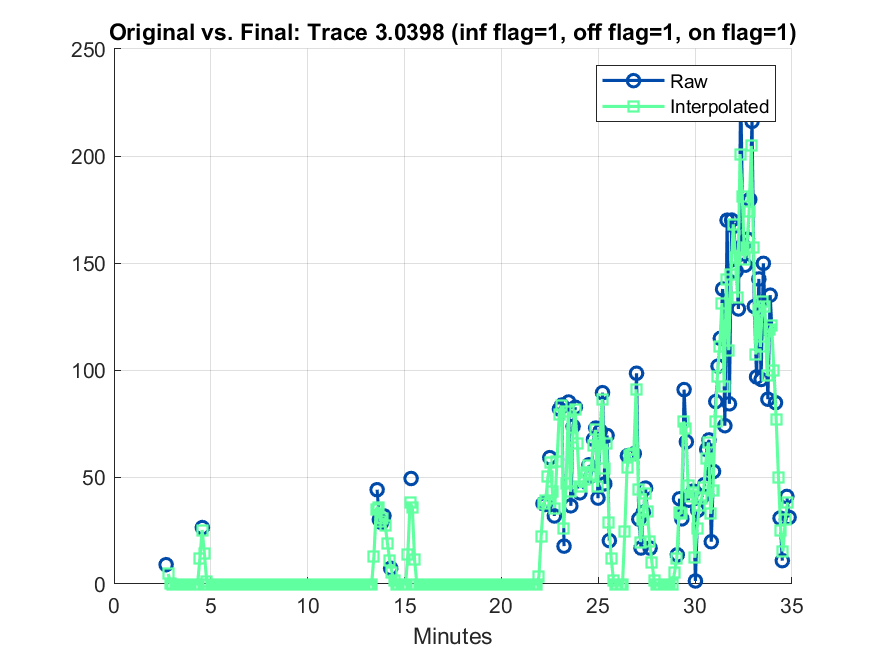 Original vs. Final: Trace 3.0398 (inf flag=1, off flag=1, on flag=1)
250
200
150
100
50
0
Raw
Interpolated
0 5 10 15 20 25 30 35
Minutes